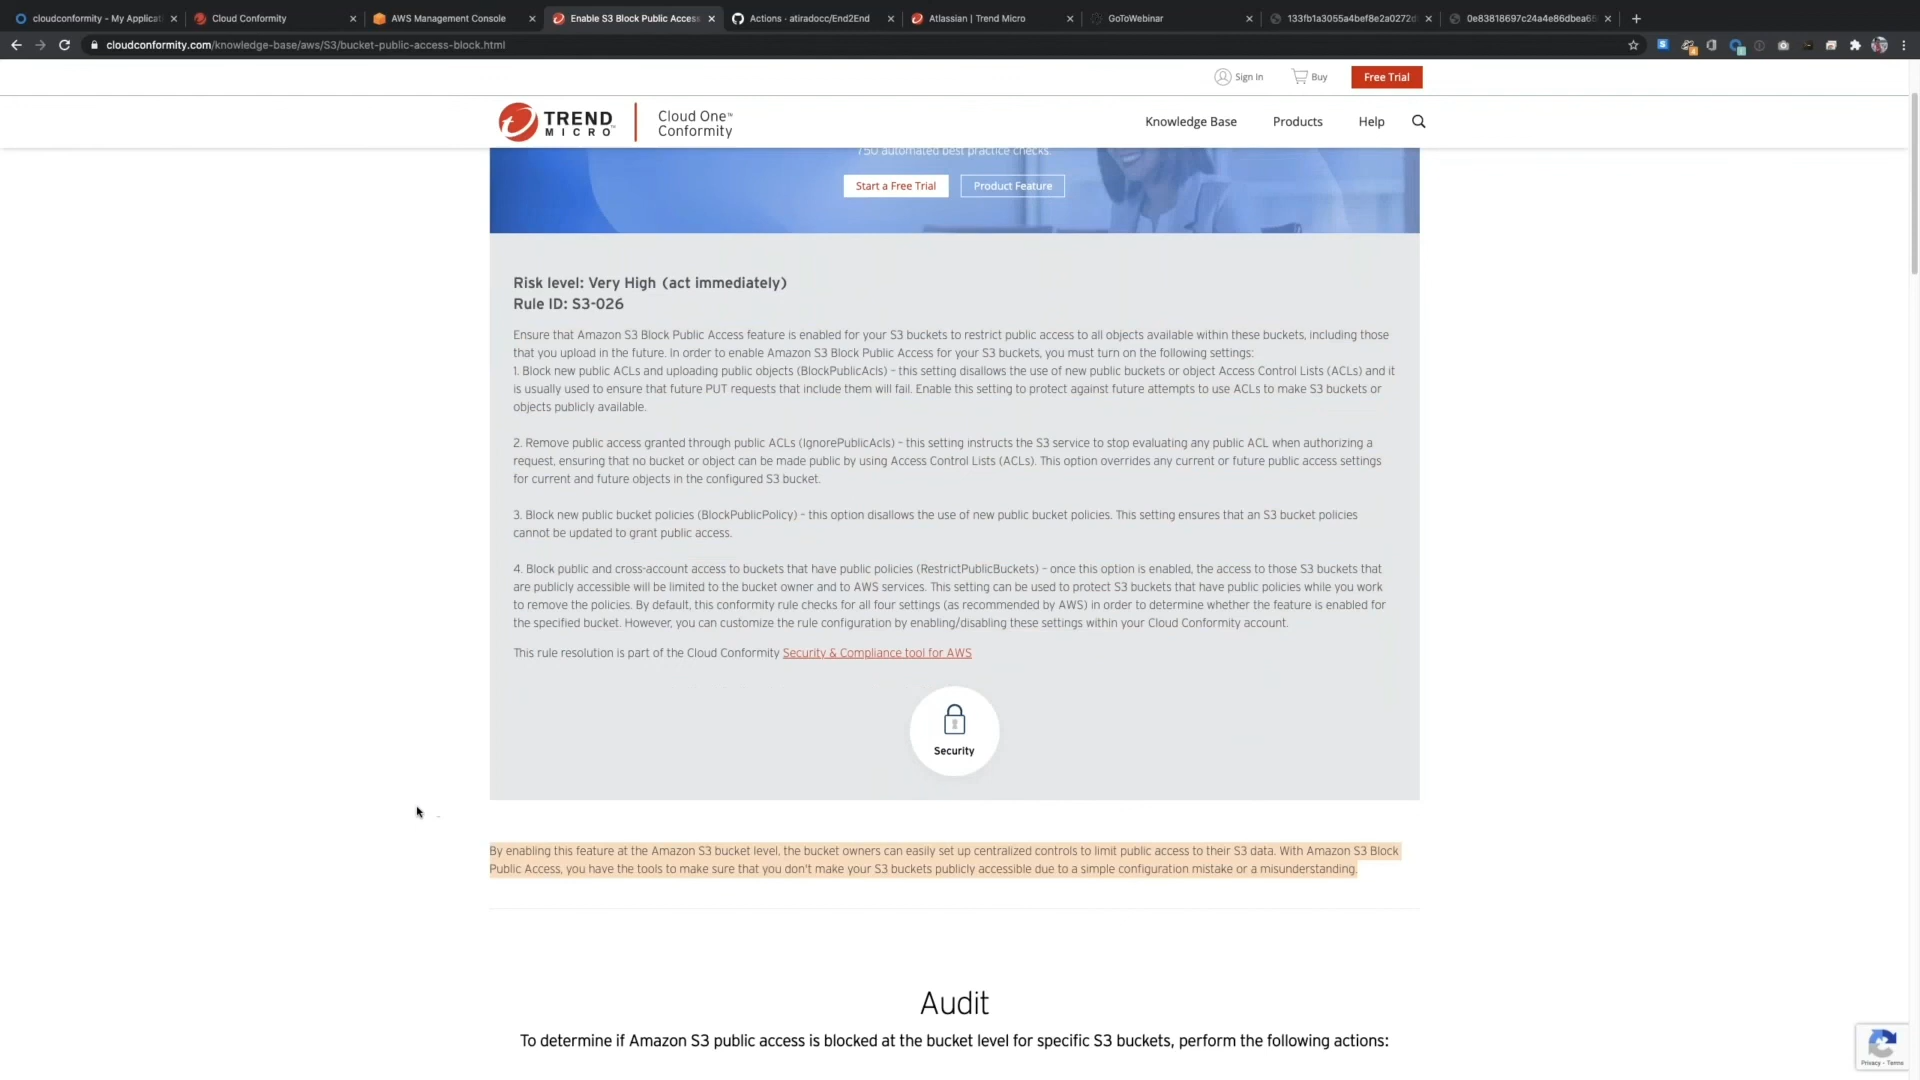 cloudconformity - My Applicati
Cloud Conformity
AWS Management Console
Enable S3 Block Public Access
Actions · atiradocc/End2End
Atlassian | Trend Micro
GoToWebinar
133fb1a3055a4bef8e2a0272d
0e83818697c24a4e86dbea6
cloudconformity.com/knowledge-base/aws/S3/bucket-public-access-block.html
Sign In
Buy
Free Trial
TREND
MICRO
Cloud One™
Conformity
Knowledge Base
Products
Help
750 automated best practice checks.
Start a Free Trial
Product Feature
Risk level: Very High (act immediately)
Rule ID: S3-026
Ensure that Amazon S3 Block Public Access feature is enabled for your S3 buckets to restrict public access to all objects available within these buckets, including those
that you upload in the future. In order to enable Amazon S3 Block Public Access for your S3 buckets, you must turn on the following settings:
1. Block new public ACLs and uploading public objects (BlockPublicAcls) – this setting disallows the use of new public buckets or object Access Control Lists (ACLs) and it
is usually used to ensure that future PUT requests that include them will fail. Enable this setting to protect against future attempts to use ACLs to make S3 buckets or
objects publicly available.
2. Remove public access granted through public ACLs (IgnorePublicAcls) – this setting instructs the S3 service to stop evaluating any public ACL when authorizing a
request, ensuring that no bucket or object can be made public by using Access Control Lists (ACLs). This option overrides any current or future public access settings
for current and future objects in the configured S3 bucket.
3. Block new public bucket policies (BlockPublicPolicy) – this option disallows the use of new public bucket policies. This setting ensures that an S3 bucket policies
cannot be updated to grant public access.
4. Block public and cross-account access to buckets that have public policies (RestrictPublicBuckets) – once this option is enabled, the access to those S3 buckets that
are publicly accessible will be limited to the bucket owner and to AWS services. This setting can be used to protect S3 buckets that have public policies while you work
to remove the policies. By default, this conformity rule checks for all four settings (as recommended by AWS) in order to determine whether the feature is enabled for
the specified bucket. However, you can customize the rule configuration by enabling/disabling these settings within your Cloud Conformity account.
This rule resolution is part of the Cloud Conformity Security & Compliance tool for AWS
Security
By enabling this feature at the Amazon S3 bucket level, the bucket owners can easily set up centralized controls to limit public access to their S3 data. With Amazon S3 Block
Public Access, you have the tools to make sure that you don't make your S3 buckets publicly accessible due to a simple configuration mistake or a misunderstanding.
Audit
To determine if Amazon S3 public access is blocked at the bucket level for specific S3 buckets, perform the following actions:
Privacy - Terms